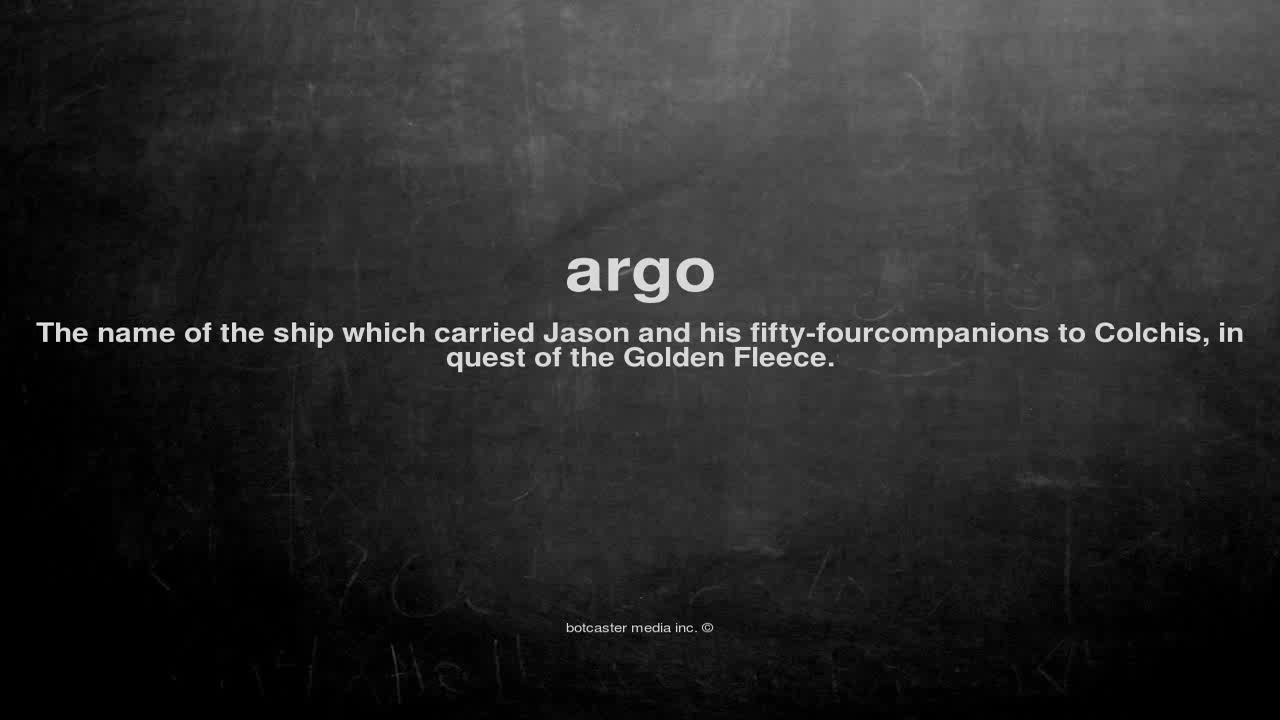 argo
The name of the ship which carried Jason and his fifty-fourcompanions to Colchis, in
quest of the Golden Fleece.
botcaster media inc. ©